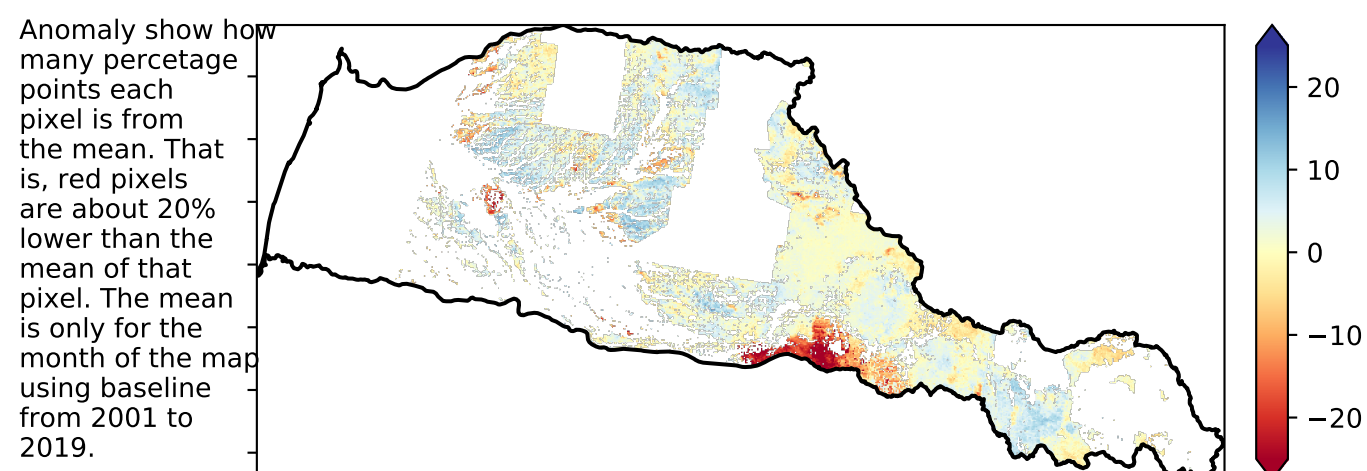 Anomaly show how
many percetage
points each
pixel is from
the mean. That
is, red pixels
are about 20%
lower than the
mean of that
pixel. The mean
is only for the
month of the map
using baseline
from 2001 to
2019.
20
10
0
−10
−20